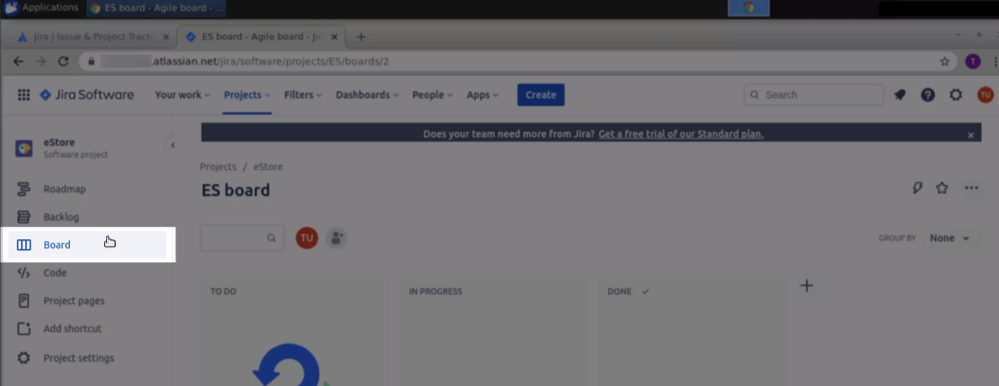 Applications ES board - Agile board - ...
Jira | Issue & Project Track
ES board - Agile board - Jir
.atlassian.net/jira/software/projects/ES/boards/2
T
Jira Software Your work Projects Filters Dashboards People Apps Create Search TU
eStore
Software project
Does your team need more from Jira? Get a free trial of our Standard plan.
Projects / eStore
ES board
Roadmap
Backlog
Board
Code
Project pages
Add shortcut
Project settings
TU
GROUP BY None
TO DO
IN PROGRESS
DONE